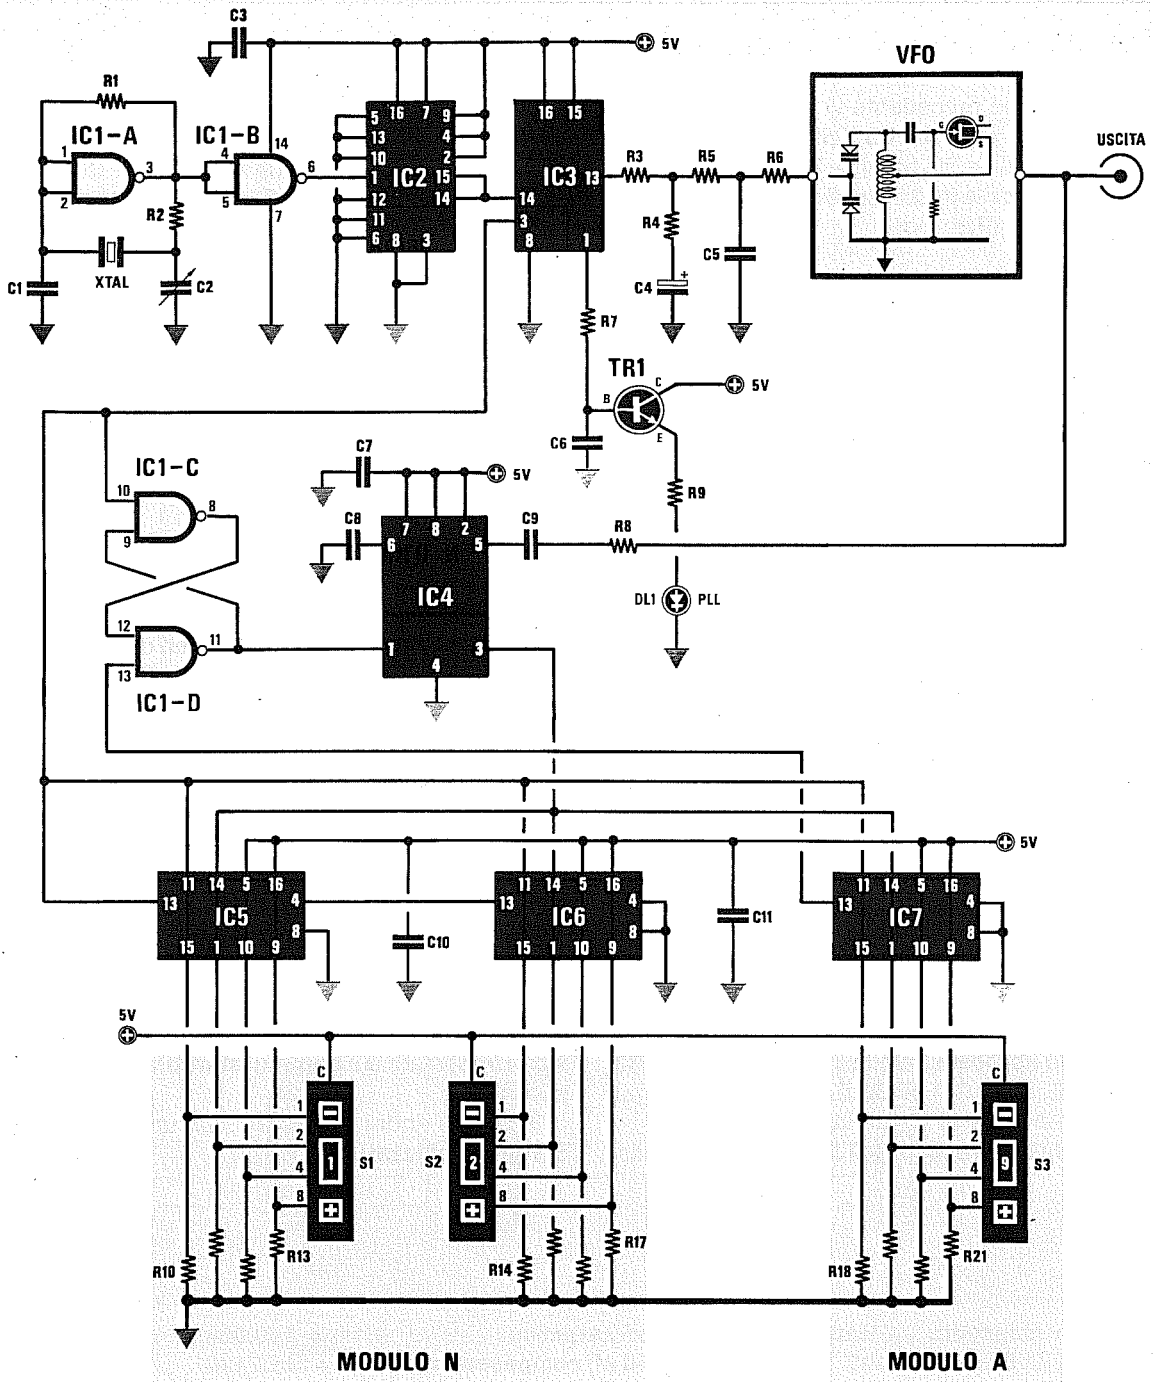 C3
5V
VFO
R1
IC1-A
IC1-B
14
16 7
16 15
G D
S
USCITA
1
3
4
6
5
9
13
4
10
2
1
IC2
15
IC3
13
R3
R5
R6
2
5
7
R2
12
14
14
11
3
R4
6
8 3
8 1
C5
XTAL
C1
C2
C4
+
R7
TR1
C
5V
B
E
C6
C7
5V
IC1-C
10
8
9
R9
C8
7 8 2
C9
R8
6
5
IC4
DL1
PLL
12
11
1
3
13
4
IC1-D
5V
11 14 5 16
11 14 5 16
11 14 5 16
13
IC5
4
13
IC6
4
13
IC7
4
8
8
8
15 1 10 9
15 1 10 9
15 1 10 9
C10
C11
5V
C
C
C
1
1
1
2
2
2
4
4
4
8
8
8
1
S1
S2
2
9
S3
R10
R13
R14
R17
R18
R21
MODULO N
MODULO A